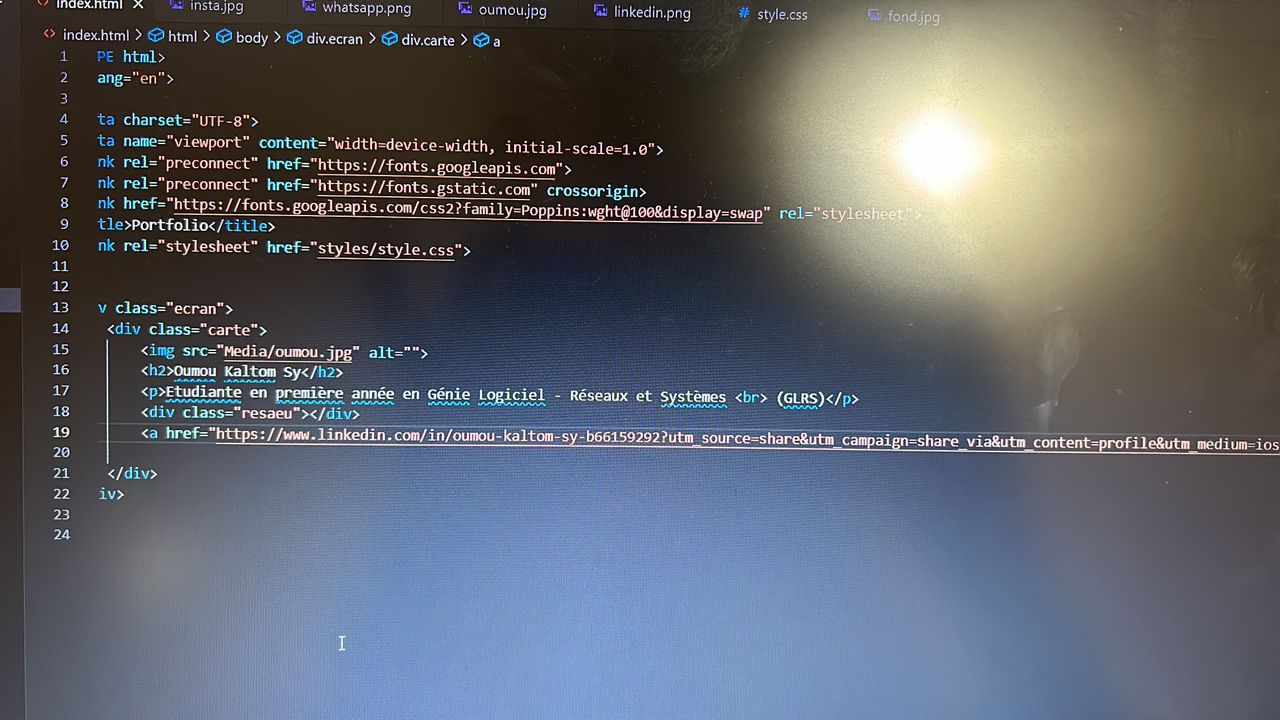 index.html insta.jpg whatsapp.png oumou.jpg linkedin.png # style.css fond.jpg
index.html > html > body > div.ecran > div.carte > a
1 PE html>
2 ang="en">
3
4 ta charset="UTF-8">
5 ta name="viewport" content="width=device-width, initial-scale=1.0">
6 nk rel="preconnect" href="https://fonts.googleapis.com">
7 nk rel="preconnect" href="https://fonts.gstatic.com" crossorigin>
8 nk href="https://fonts.googleapis.com/css2?family=Poppins:wght@100&display=swap" rel="stylesheet">
9 tle>Portfolio</title>
10 nk rel="stylesheet" href="styles/style.css">
11
12
13 v class="ecran">
14 <div class="carte">
15 <img src="Media/oumou.jpg" alt="">
16 <h2>Oumou Kaltom Sy</h2>
17 <p>Etudiante en première année en Génie Logiciel - Réseaux et Systèmes <br> (GLRS)</p>
18 <div class="resaeu"></div>
19 <a href="https://www.linkedin.com/in/oumou-kaltom-sy-b66159292?utm_source=share&utm_campaign=share_via&utm_content=profile&utm_medium=ios
20
21 </div>
22 iv>
23
24